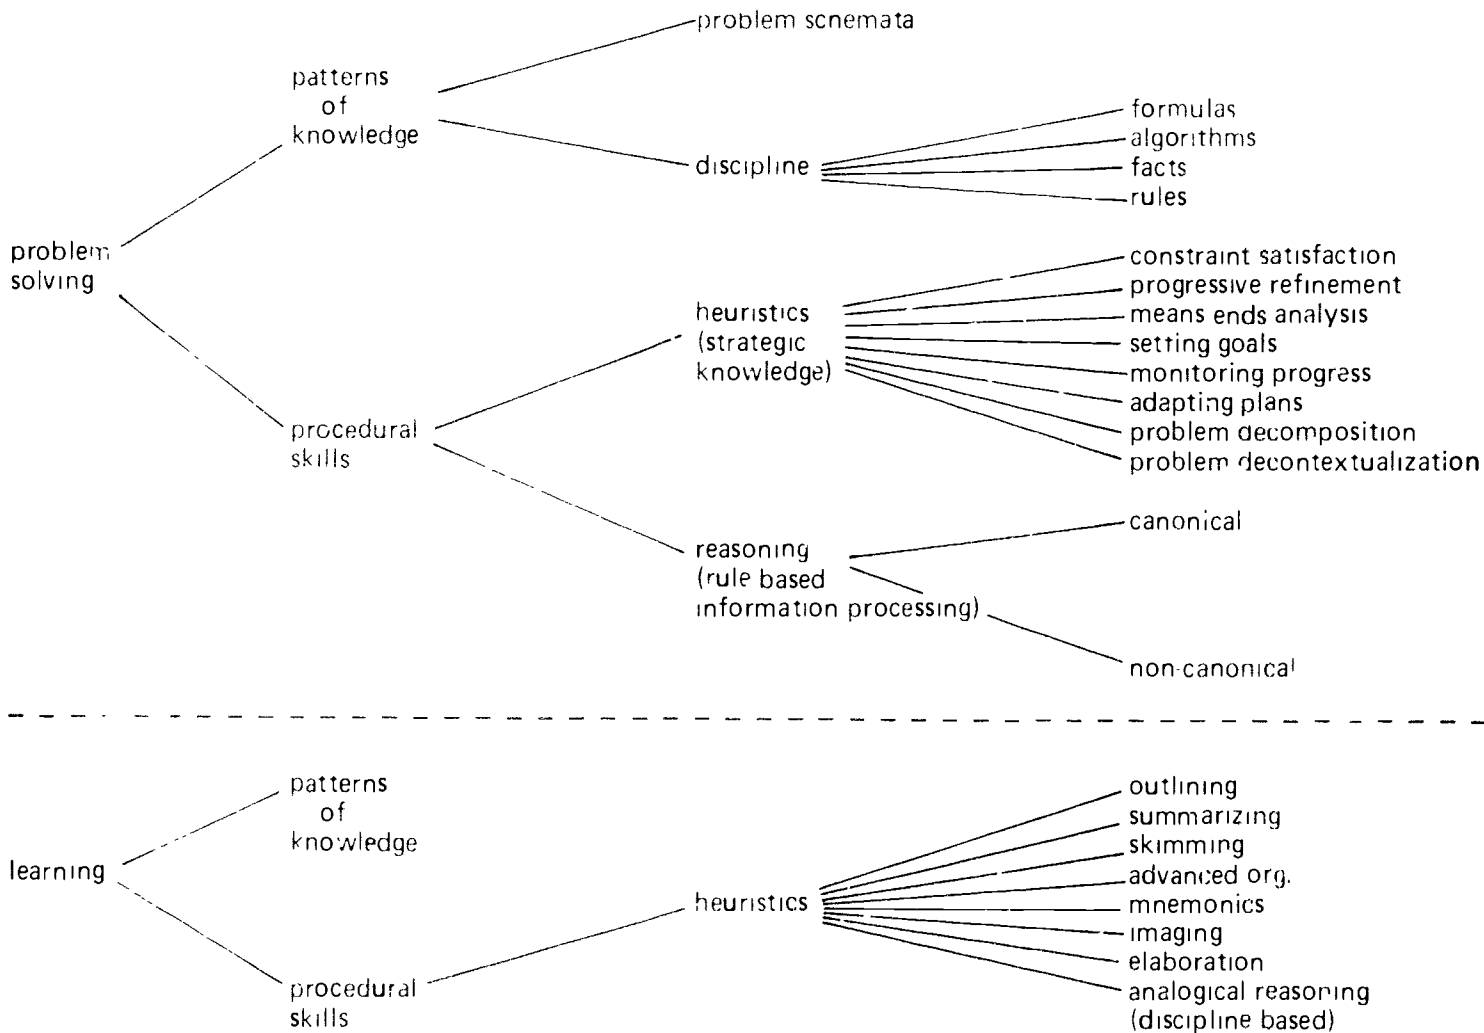 problem schemata
patterns
of
knowledge
formulas
algorithms
discipline
facts
rules
problem
solving
constraint satisfaction
progressive refinement
heuristics
(strategic
knowledge)
means ends analysis
setting goals
monitoring progress
adapting plans
procedural
skills
problem decomposition
problem decontextualization
canonical
reasoning
(rule based
information processing)
non-canonical
patterns
of
knowledge
outlining
summarizing
skimming
learning
advanced org.
heuristics
mnemonics
imaging
elaboration
procedural
skills
analogical reasoning
(discipline based)